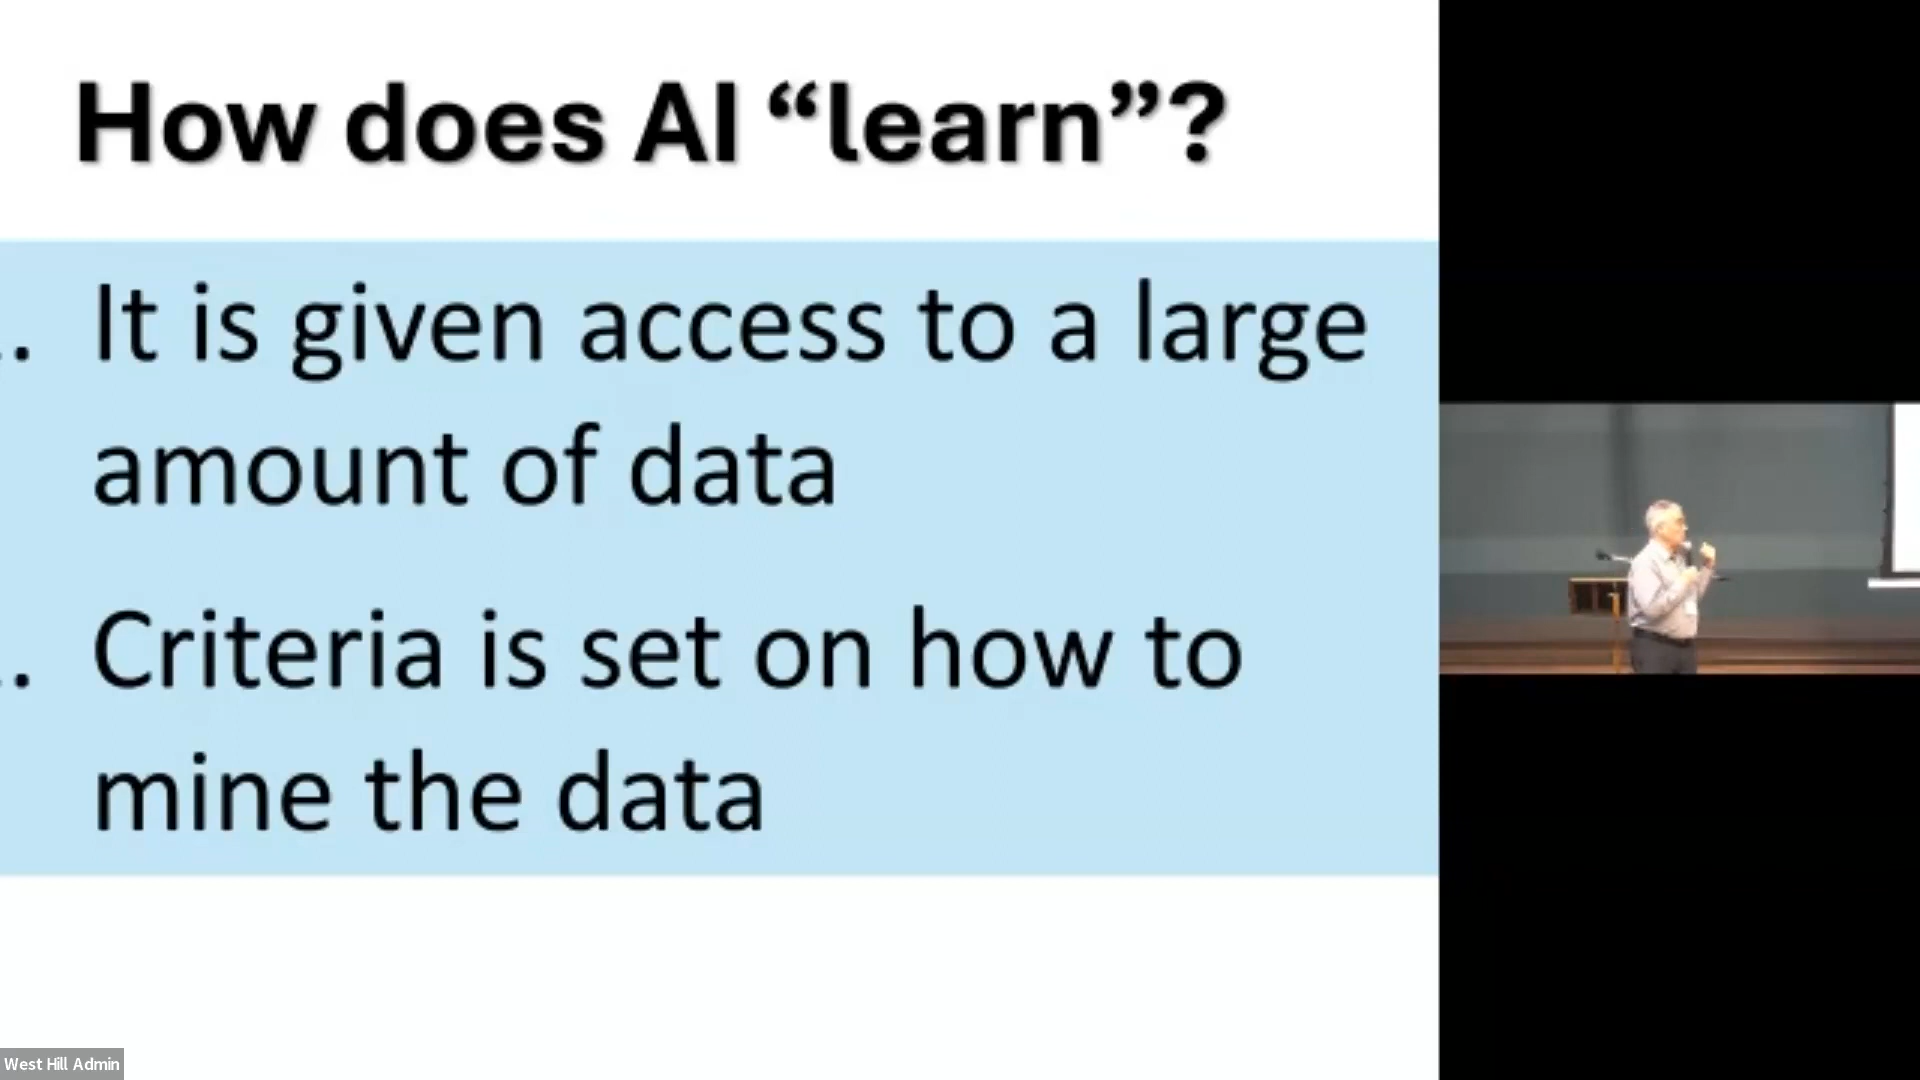 How does AI “learn”?
. It is given access to a large
amount of data
. Criteria is set on how to
mine the data
West Hill Admin